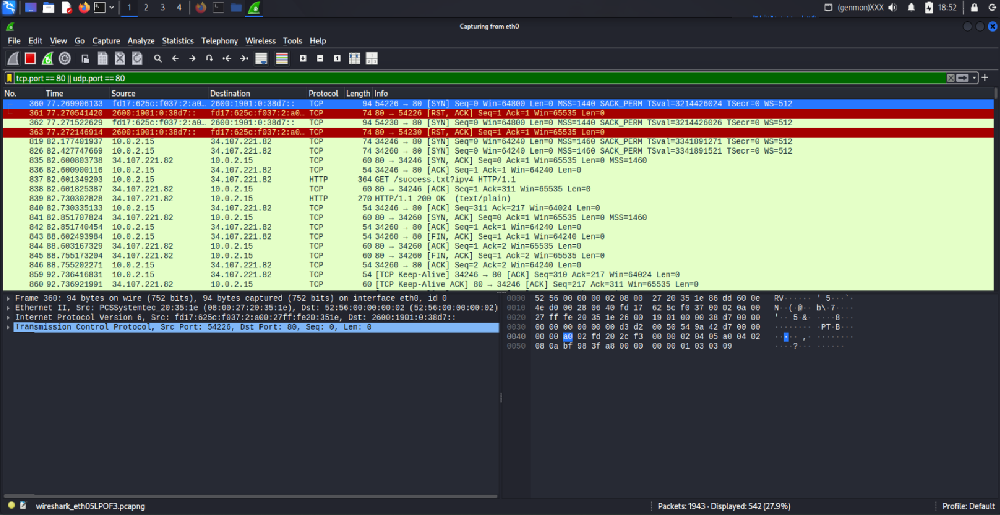 1 2 3 4 (genmon)XXX 18:52
Capturing from eth0
File Edit View Go Capture Analyze Statistics Telephony Wireless Tools Help
tcp.port == 80 || udp.port == 80
No. Time Source Destination Protocol Length Info
360 77.269906133 fd17:625c:f037:2:a0… 2600:1901:0:38d7:: TCP 94 54226 → 80 [SYN] Seq=0 Win=64800 Len=0 MSS=1440 SACK_PERM TSval=3214426024 TSecr=0 WS=512
361 77.270541420 2600:1901:0:38d7:: fd17:625c:f037:2:a0… TCP 74 80 → 54226 [RST, ACK] Seq=1 Ack=1 Win=65535 Len=0
362 77.271522629 fd17:625c:f037:2:a0… 2600:1901:0:38d7:: TCP 94 54230 → 80 [SYN] Seq=0 Win=64800 Len=0 MSS=1440 SACK_PERM TSval=3214426026 TSecr=0 WS=512
363 77.272146914 2600:1901:0:38d7:: fd17:625c:f037:2:a0… TCP 74 80 → 54230 [RST, ACK] Seq=1 Ack=1 Win=65535 Len=0
819 82.177401937 10.0.2.15 34.107.221.82 TCP 74 34246 → 80 [SYN] Seq=0 Win=64240 Len=0 MSS=1460 SACK_PERM TSval=3341891271 TSecr=0 WS=512
826 82.427747669 10.0.2.15 34.107.221.82 TCP 74 34260 → 80 [SYN] Seq=0 Win=64240 Len=0 MSS=1460 SACK_PERM TSval=3341891521 TSecr=0 WS=512
835 82.600803738 34.107.221.82 10.0.2.15 TCP 60 80 → 34246 [SYN, ACK] Seq=0 Ack=1 Win=65535 Len=0 MSS=1460
836 82.600900116 10.0.2.15 34.107.221.82 TCP 54 34246 → 80 [ACK] Seq=1 Ack=1 Win=64240 Len=0
837 82.601349203 10.0.2.15 34.107.221.82 HTTP 364 GET /success.txt?ipv4 HTTP/1.1
838 82.601825387 34.107.221.82 10.0.2.15 TCP 60 80 → 34246 [ACK] Seq=1 Ack=311 Win=65535 Len=0
839 82.730302828 34.107.221.82 10.0.2.15 HTTP 270 HTTP/1.1 200 OK (text/plain)
840 82.730335133 10.0.2.15 34.107.221.82 TCP 54 34246 → 80 [ACK] Seq=311 Ack=217 Win=64024 Len=0
841 82.851707824 34.107.221.82 10.0.2.15 TCP 60 80 → 34260 [SYN, ACK] Seq=0 Ack=1 Win=65535 Len=0 MSS=1460
842 82.851740454 10.0.2.15 34.107.221.82 TCP 54 34260 → 80 [ACK] Seq=1 Ack=1 Win=64240 Len=0
843 88.602493984 10.0.2.15 34.107.221.82 TCP 54 34260 → 80 [FIN, ACK] Seq=1 Ack=1 Win=64240 Len=0
844 88.603167329 34.107.221.82 10.0.2.15 TCP 60 80 → 34260 [ACK] Seq=1 Ack=2 Win=65535 Len=0
845 88.755173204 34.107.221.82 10.0.2.15 TCP 60 80 → 34260 [FIN, ACK] Seq=1 Ack=2 Win=65535 Len=0
846 88.755202271 10.0.2.15 34.107.221.82 TCP 54 34260 → 80 [ACK] Seq=2 Ack=2 Win=64240 Len=0
859 92.736416831 10.0.2.15 34.107.221.82 TCP 54 [TCP Keep-Alive] 34246 → 80 [ACK] Seq=310 Ack=217 Win=64024 Len=0
860 92.736921991 34.107.221.82 10.0.2.15 TCP 60 [TCP Keep-Alive ACK] 80 → 34246 [ACK] Seq=217 Ack=311 Win=65535 Len=0
Frame 360: 94 bytes on wire (752 bits), 94 bytes captured (752 bits) on interface eth0, id 0
Ethernet II, Src: PCSSystemtec_20:35:1e (08:00:27:20:35:1e), Dst: 52:56:00:00:00:02 (52:56:00:00:00:02)
Internet Protocol Version 6, Src: fd17:625c:f037:2:a00:27ff:fe20:351e, Dst: 2600:1901:0:38d7::
Transmission Control Protocol, Src Port: 54226, Dst Port: 80, Seq: 0, Len: 0
0000 52 56 00 00 00 02 08 00 27 20 35 1e 86 dd 60 0e RV······ ' 5···`·
0010 4e d0 00 28 06 40 fd 17 62 5c f0 37 00 02 0a 00 N··(·@·· b\·7····
0020 27 ff fe 20 35 1e 26 00 19 01 00 00 38 d7 00 00 '·· 5·&· ····8···
0030 00 00 00 00 00 00 d3 d2 00 50 54 9a 42 d7 00 00 ········ ·PT·B···
0040 00 00 a0 02 fd 20 2c f3 00 00 02 04 05 a0 04 02 ····· ,· ········
0050 08 0a bf 98 3f a8 00 00 00 00 01 03 03 09 ····?··· ······
wireshark_eth05LPOF3.pcapng
Packets: 1943 · Displayed: 542 (27.9%)
Profile: Default